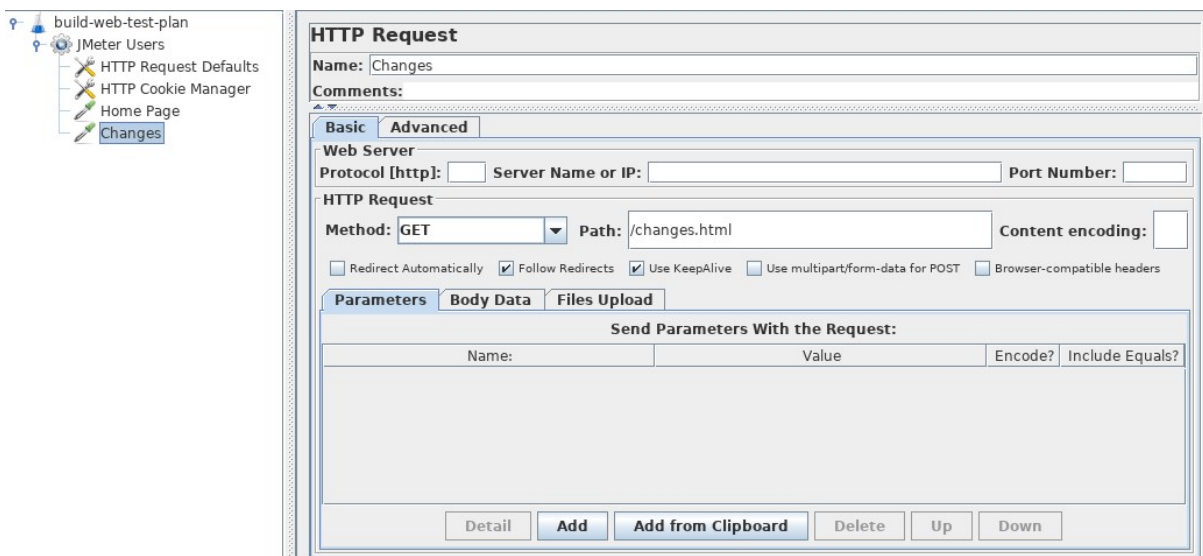 build-web-test-plan
JMeter Users
HTTP Request Defaults
HTTP Cookie Manager
Home Page
Changes
HTTP Request
Name: Changes
Comments:
Basic Advanced
Web Server
Protocol [http]: Server Name or IP: Port Number:
HTTP Request
Method: GET Path: /changes.html Content encoding:
Redirect Automatically Follow Redirects Use KeepAlive Use multipart/form-data for POST Browser-compatible headers
Parameters Body Data Files Upload
Send Parameters With the Request:
Name: Value Encode? Include Equals?
Detail Add Add from Clipboard Delete Up Down